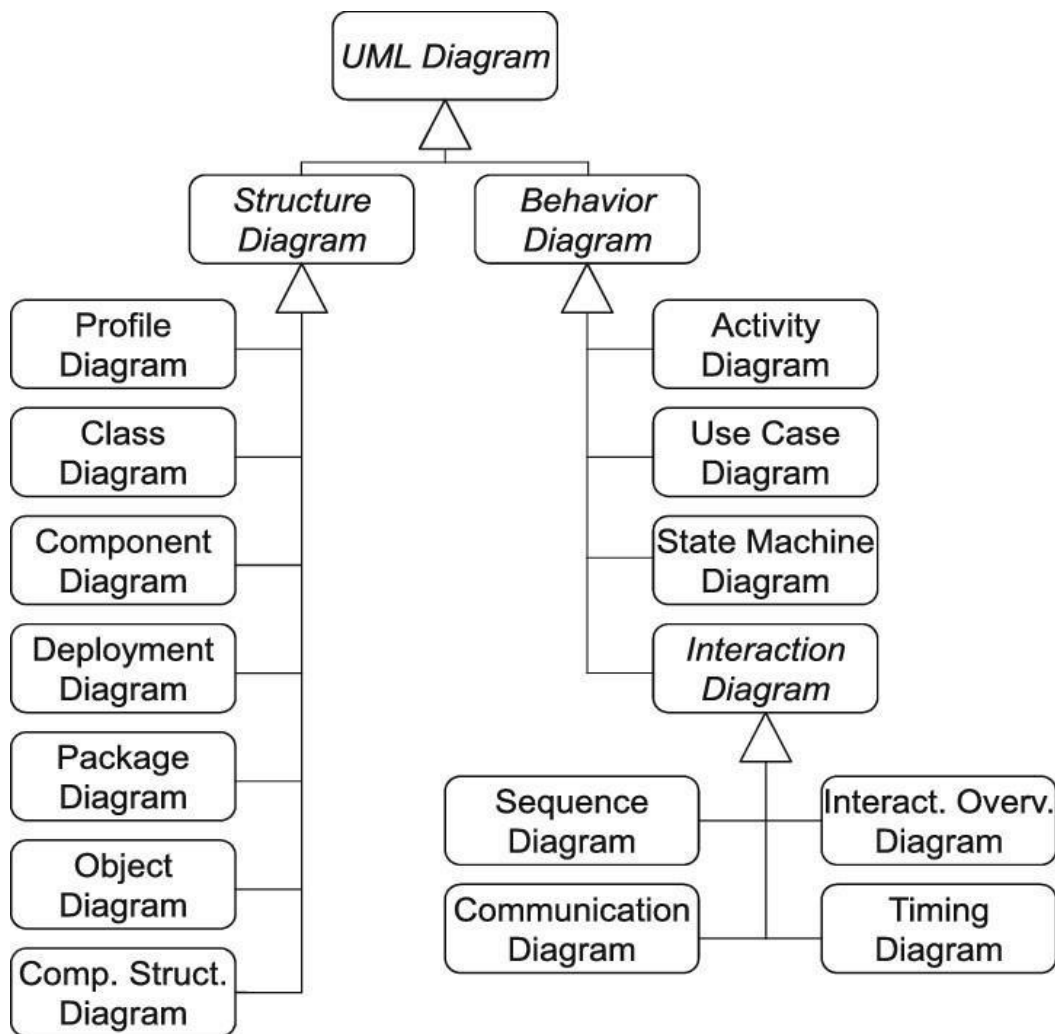 UML Diagram
Structure
Diagram
Behavior
Diagram
Profile
Diagram
Class
Diagram
Component
Diagram
Deployment
Diagram
Package
Diagram
Object
Diagram
Comp. Struct.
Diagram
Activity
Diagram
Use Case
Diagram
State Machine
Diagram
Interaction
Diagram
Sequence
Diagram
Interact. Overv.
Diagram
Communication
Diagram
Timing
Diagram